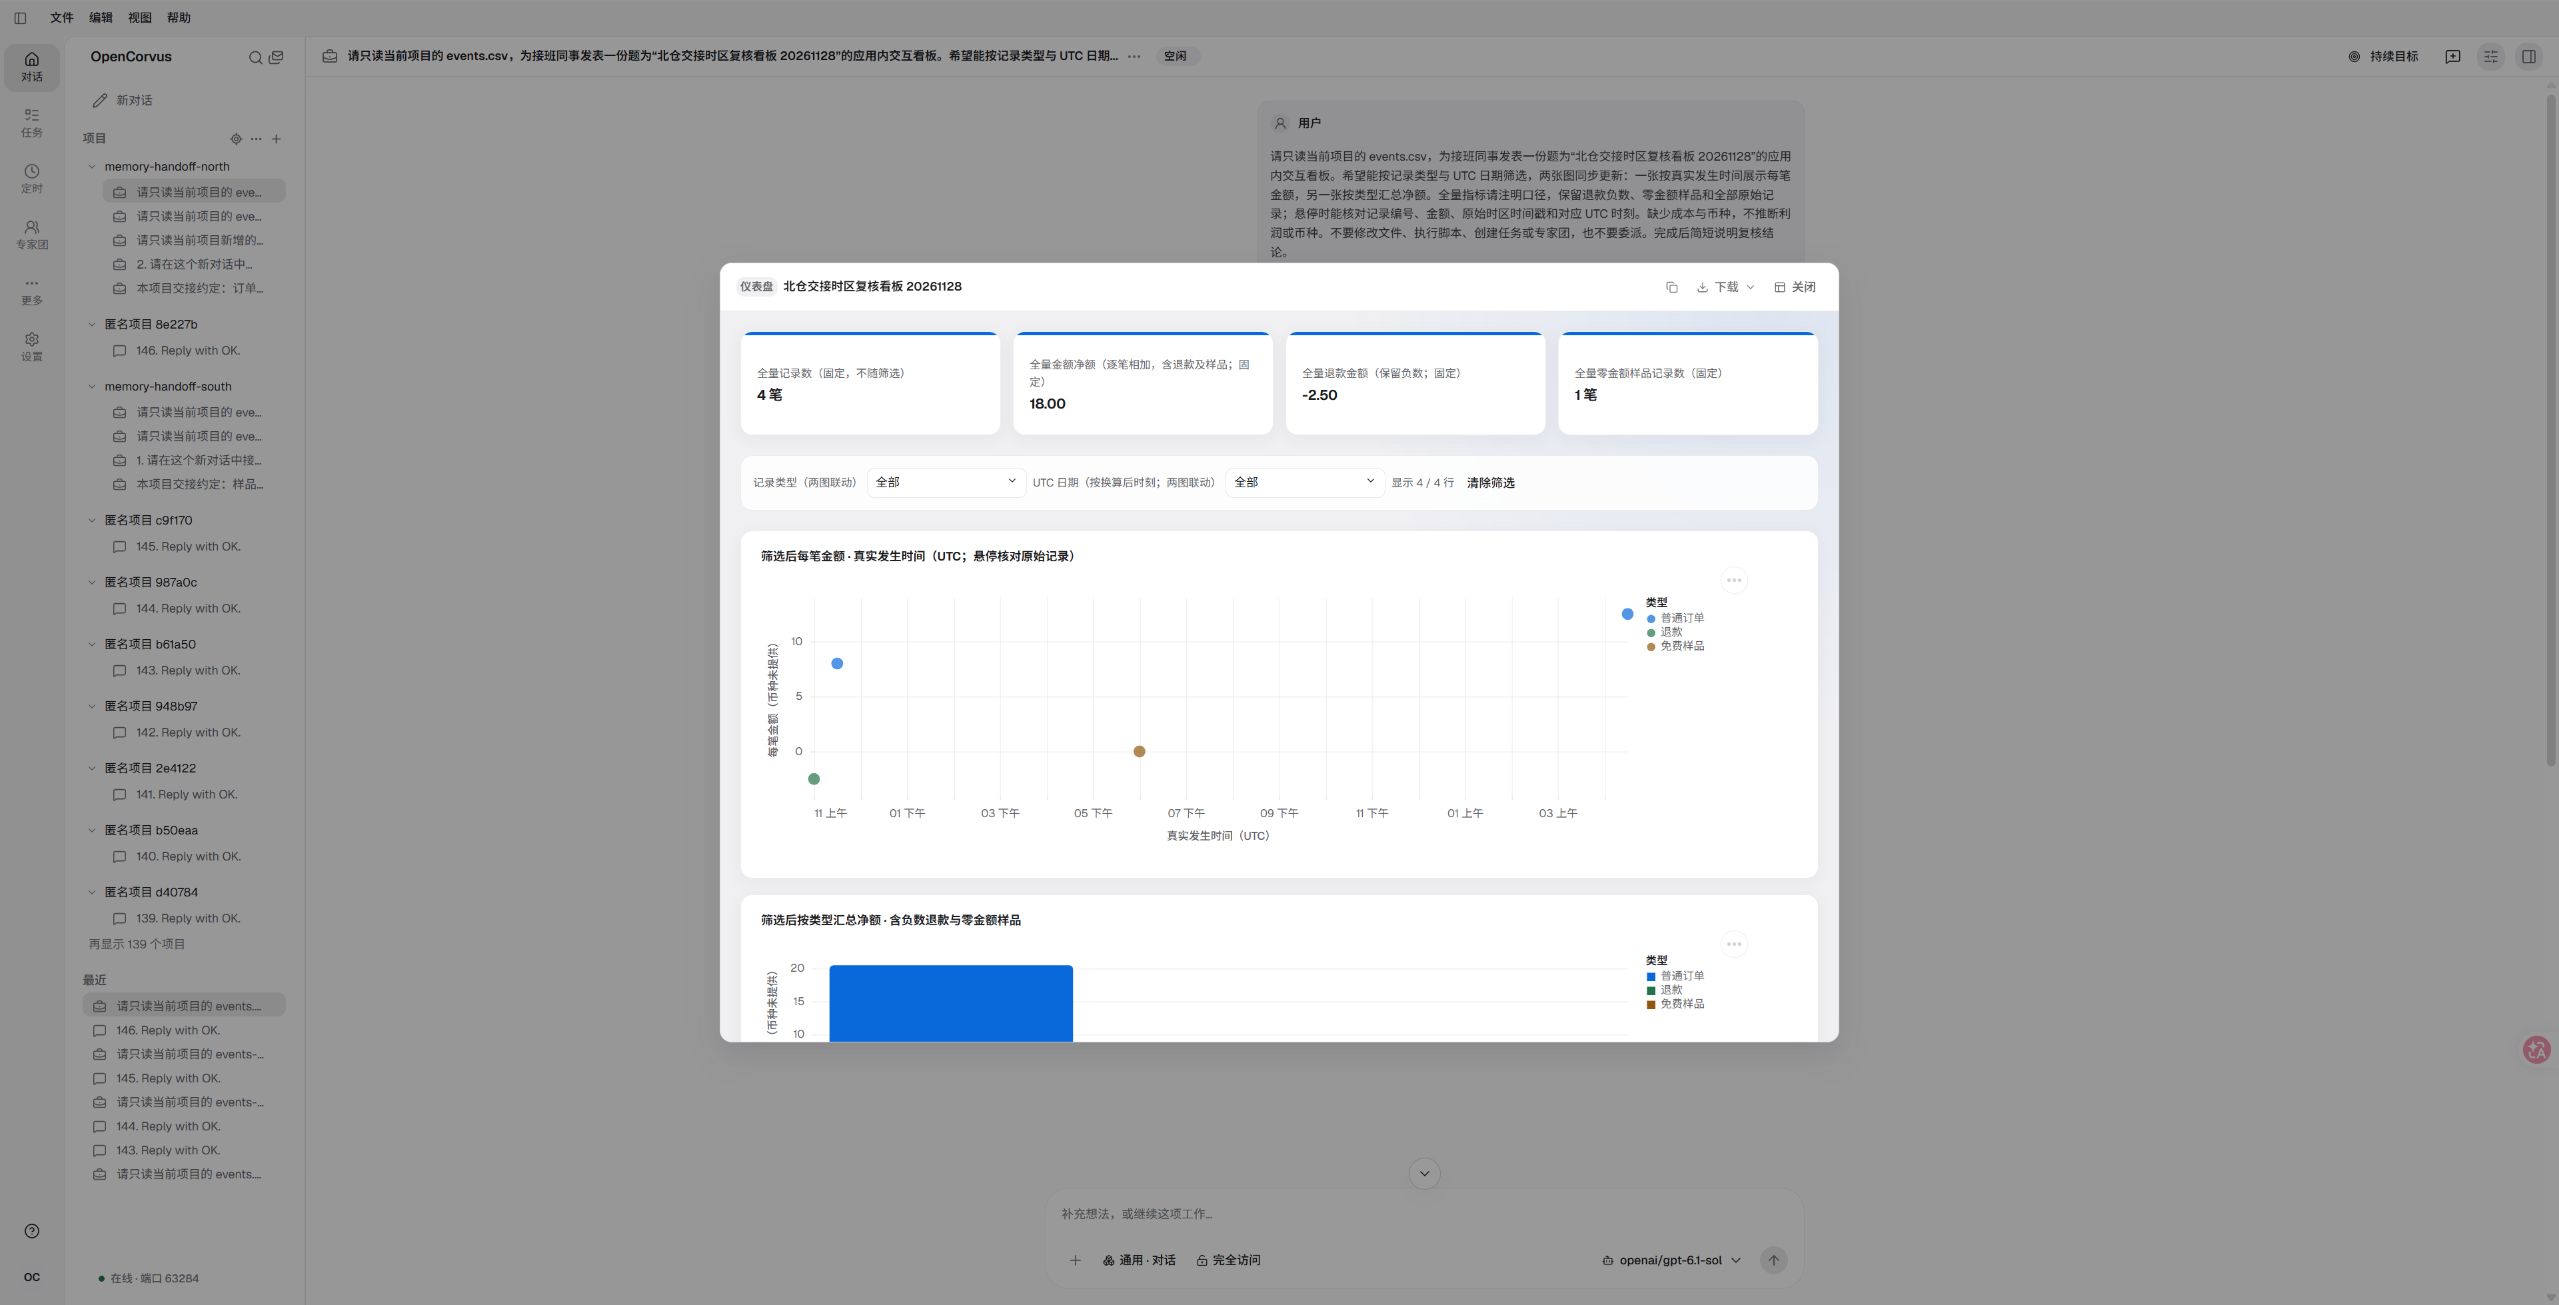 文件 编辑 视图 帮助
对话
任务
定时
专家团
更多
设置
OC
OpenCorvus
新对话
项目
memory-handoff-north
请只读当前项目的 eve...
请只读当前项目的 eve...
请只读当前项目新增的...
2. 请在这个新对话中...
本项目交接约定：订单...
匿名项目 8e227b
146. Reply with OK.
memory-handoff-south
请只读当前项目的 eve...
请只读当前项目的 eve...
1. 请在这个新对话中接...
本项目交接约定：样品...
匿名项目 c9f170
145. Reply with OK.
匿名项目 987a0c
144. Reply with OK.
匿名项目 b61a50
143. Reply with OK.
匿名项目 948b97
142. Reply with OK.
匿名项目 2e4122
141. Reply with OK.
匿名项目 b50eaa
140. Reply with OK.
匿名项目 d40784
139. Reply with OK.
再显示 139 个项目
最近
请只读当前项目的 events....
146. Reply with OK.
请只读当前项目的 events-...
145. Reply with OK.
请只读当前项目的 events-...
144. Reply with OK.
143. Reply with OK.
请只读当前项目的 events....
在线 · 端口 63284
请只读当前项目的 events.csv，为接班同事发表一份题为“北仓交接时区复核看板 20261128”的应用内交互看板。希望能按记录类型与 UTC 日期... 空闲
持续目标
用户
请只读当前项目的 events.csv，为接班同事发表一份题为“北仓交接时区复核看板 20261128”的应用
内交互看板。希望能按记录类型与 UTC 日期筛选，两张图同步更新：一张按真实发生时间展示每笔
金额，另一张按类型汇总净额。全量指标请注明口径，保留退款负数、零金额样品和全部原始记
录；悬停时能核对记录编号、金额、原始时区时间戳和对应 UTC 时刻。缺少成本与币种，不推断利
润或币种。不要修改文件、执行脚本、创建任务或专家团，也不要委派。完成后简短说明复核结
论。
仪表盘 北仓交接时区复核看板 20261128
下载 关闭
全量记录数（固定，不随筛选）
4 笔
全量金额净额（逐笔相加，含退款及样品；固
定）
18.00
全量退款金额（保留负数；固定）
-2.50
全量零金额样品记录数（固定）
1 笔
记录类型（两图联动） 全部 UTC 日期（按换算后时刻；两图联动） 全部 显示 4 / 4 行 清除筛选
筛选后每笔金额 · 真实发生时间（UTC；悬停核对原始记录）
每笔金额（币种未提供）
10
5
0
11 上午 01 下午 03 下午 05 下午 07 下午 09 下午 11 下午 01 上午 03 上午
真实发生时间（UTC）
类型
普通订单
退款
免费样品
筛选后按类型汇总净额 · 含负数退款与零金额样品
（币种未提供）
20
15
10
类型
普通订单
退款
免费样品
补充想法，或继续这项工作...
通用 · 对话 完全访问 openai/gpt-6.1-sol